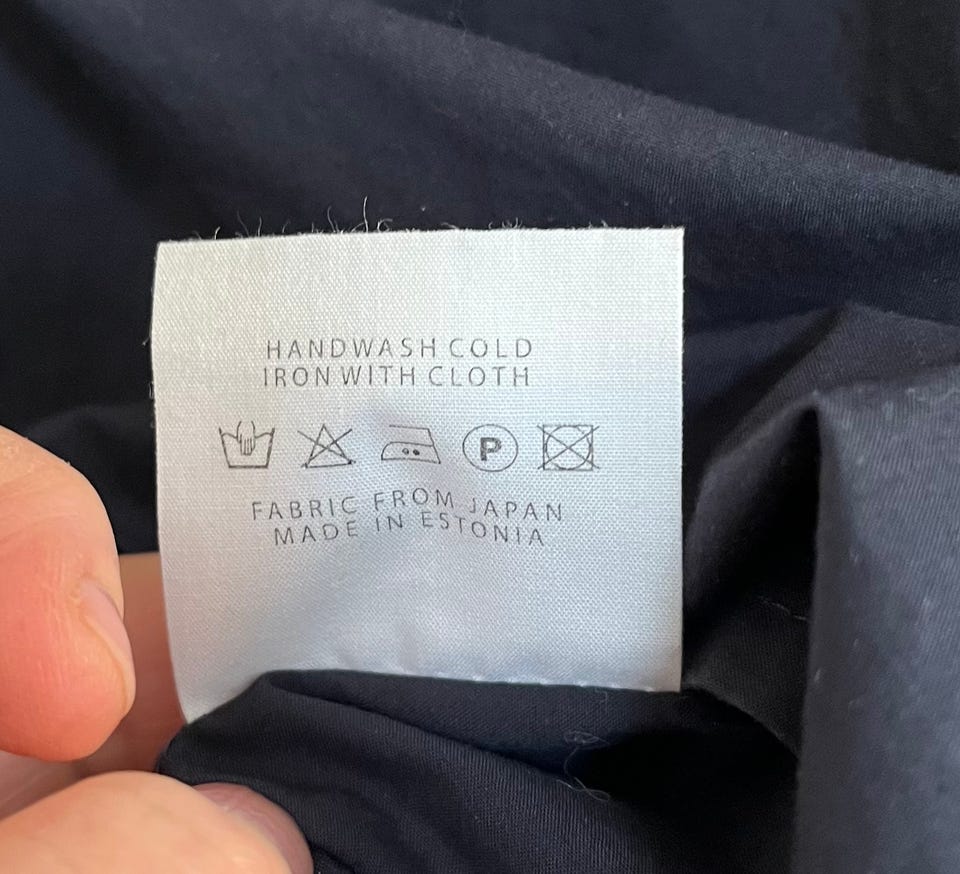 HANDWASH COLD
IRON WITH CLOTH
P
FABRIC FROM JAPAN
MADE IN ESTONIA